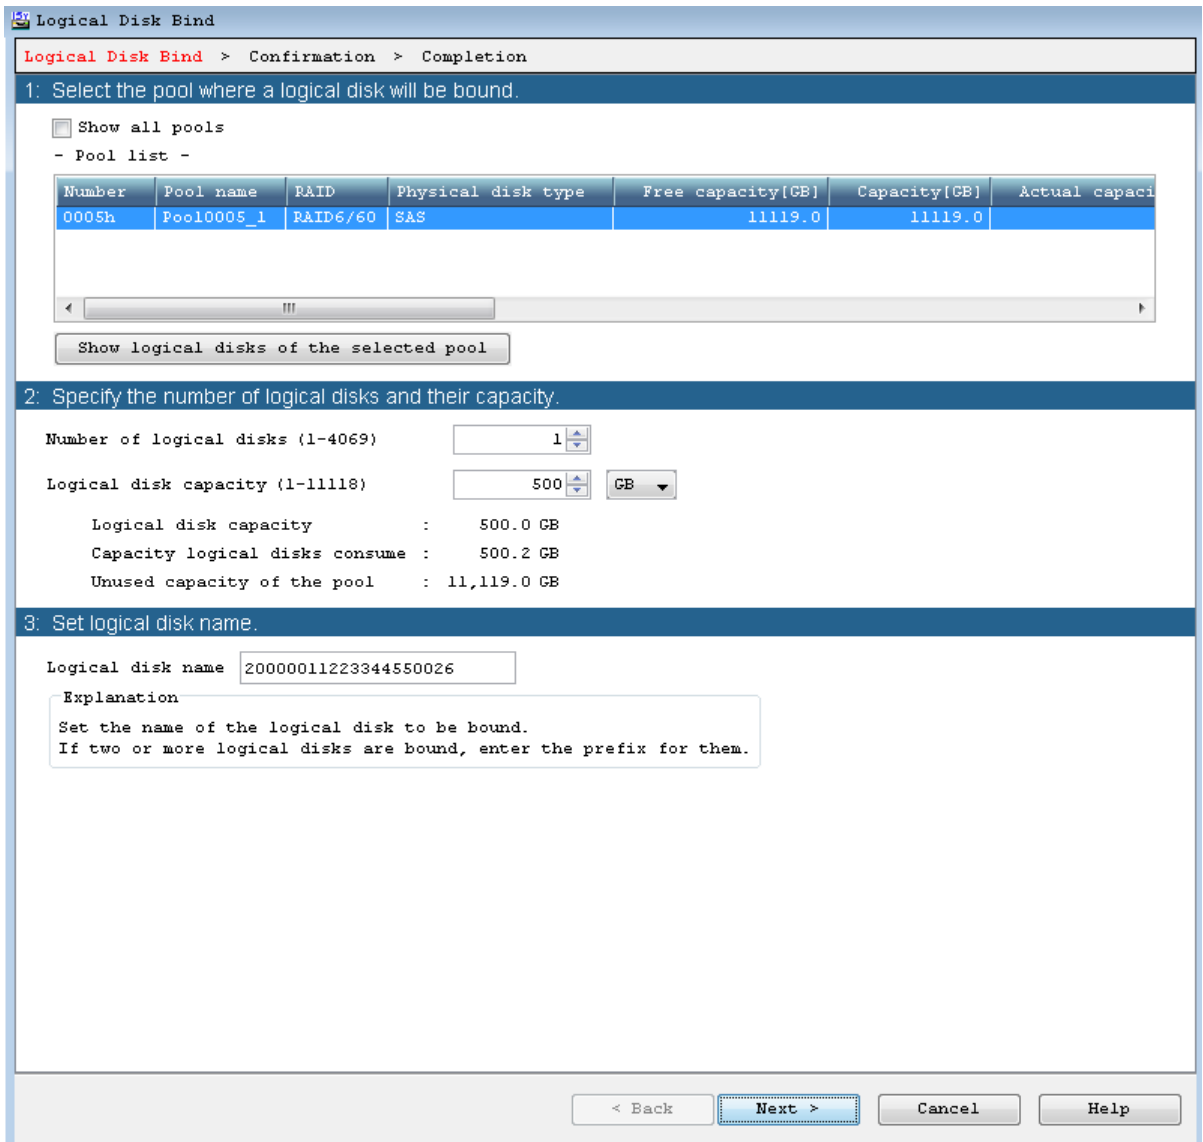 Logical Disk Bind
Logical Disk Bind > Confirmation > Completion
1: Select the pool where a logical disk will be bound.
Show all pools
- Pool list -
Number Pool name RAID Physical disk type Free capacity[GB] Capacity[GB] Actual capaci
0005h Pool0005_1 RAID6/60 SAS 11119.0 11119.0
Show logical disks of the selected pool
2: Specify the number of logical disks and their capacity.
Number of logical disks (1-4069) 1
Logical disk capacity (1-11118) 500 GB
Logical disk capacity : 500.0 GB
Capacity logical disks consume : 500.2 GB
Unused capacity of the pool : 11,119.0 GB
3: Set logical disk name.
Logical disk name 20000011223344550026
Explanation
Set the name of the logical disk to be bound.
If two or more logical disks are bound, enter the prefix for them.
< Back Next > Cancel Help